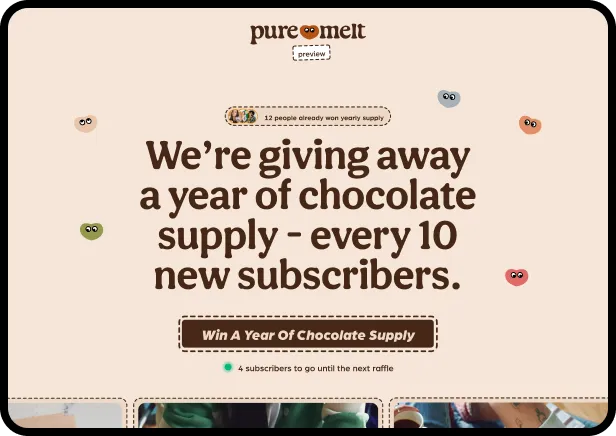 pure melt
preview
12 people already won yearly supply
We’re giving away
a year of chocolate
supply - every 10
new subscribers.
Win A Year Of Chocolate Supply
4 subscribers to go until the next raffle